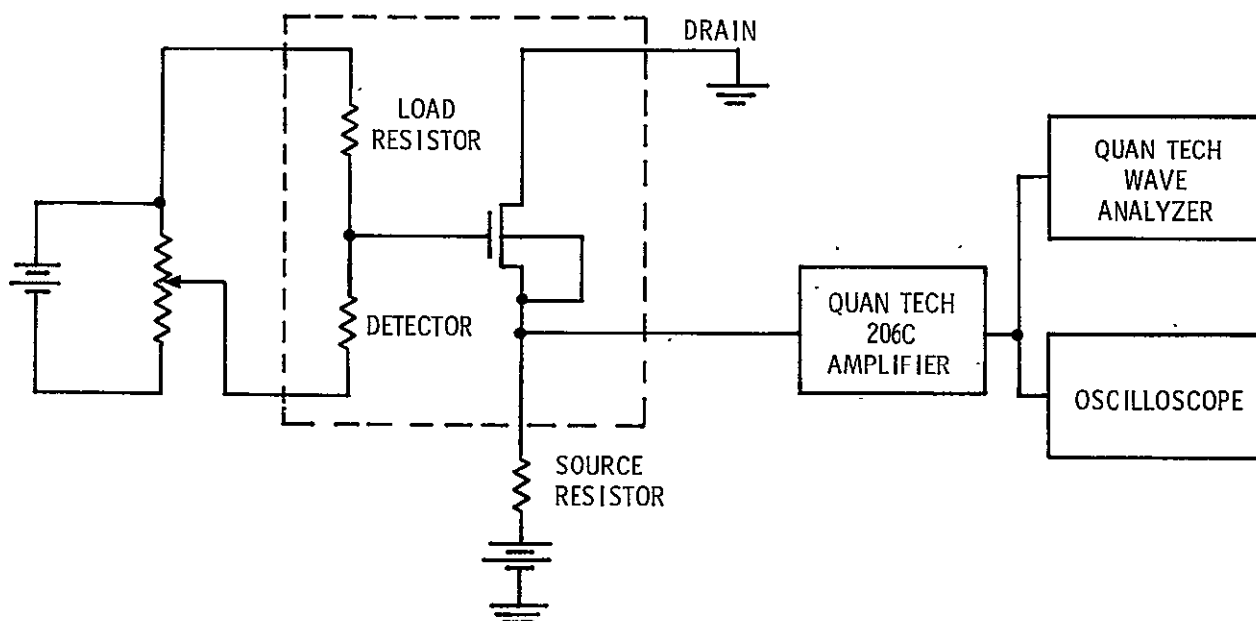 DRAIN
LOAD
RESISTOR
DETECTOR
SOURCE
RESISTOR
QUAN TECH
206C
AMPLIFIER
QUAN TECH
WAVE
ANALYZER
OSCILLOSCOPE